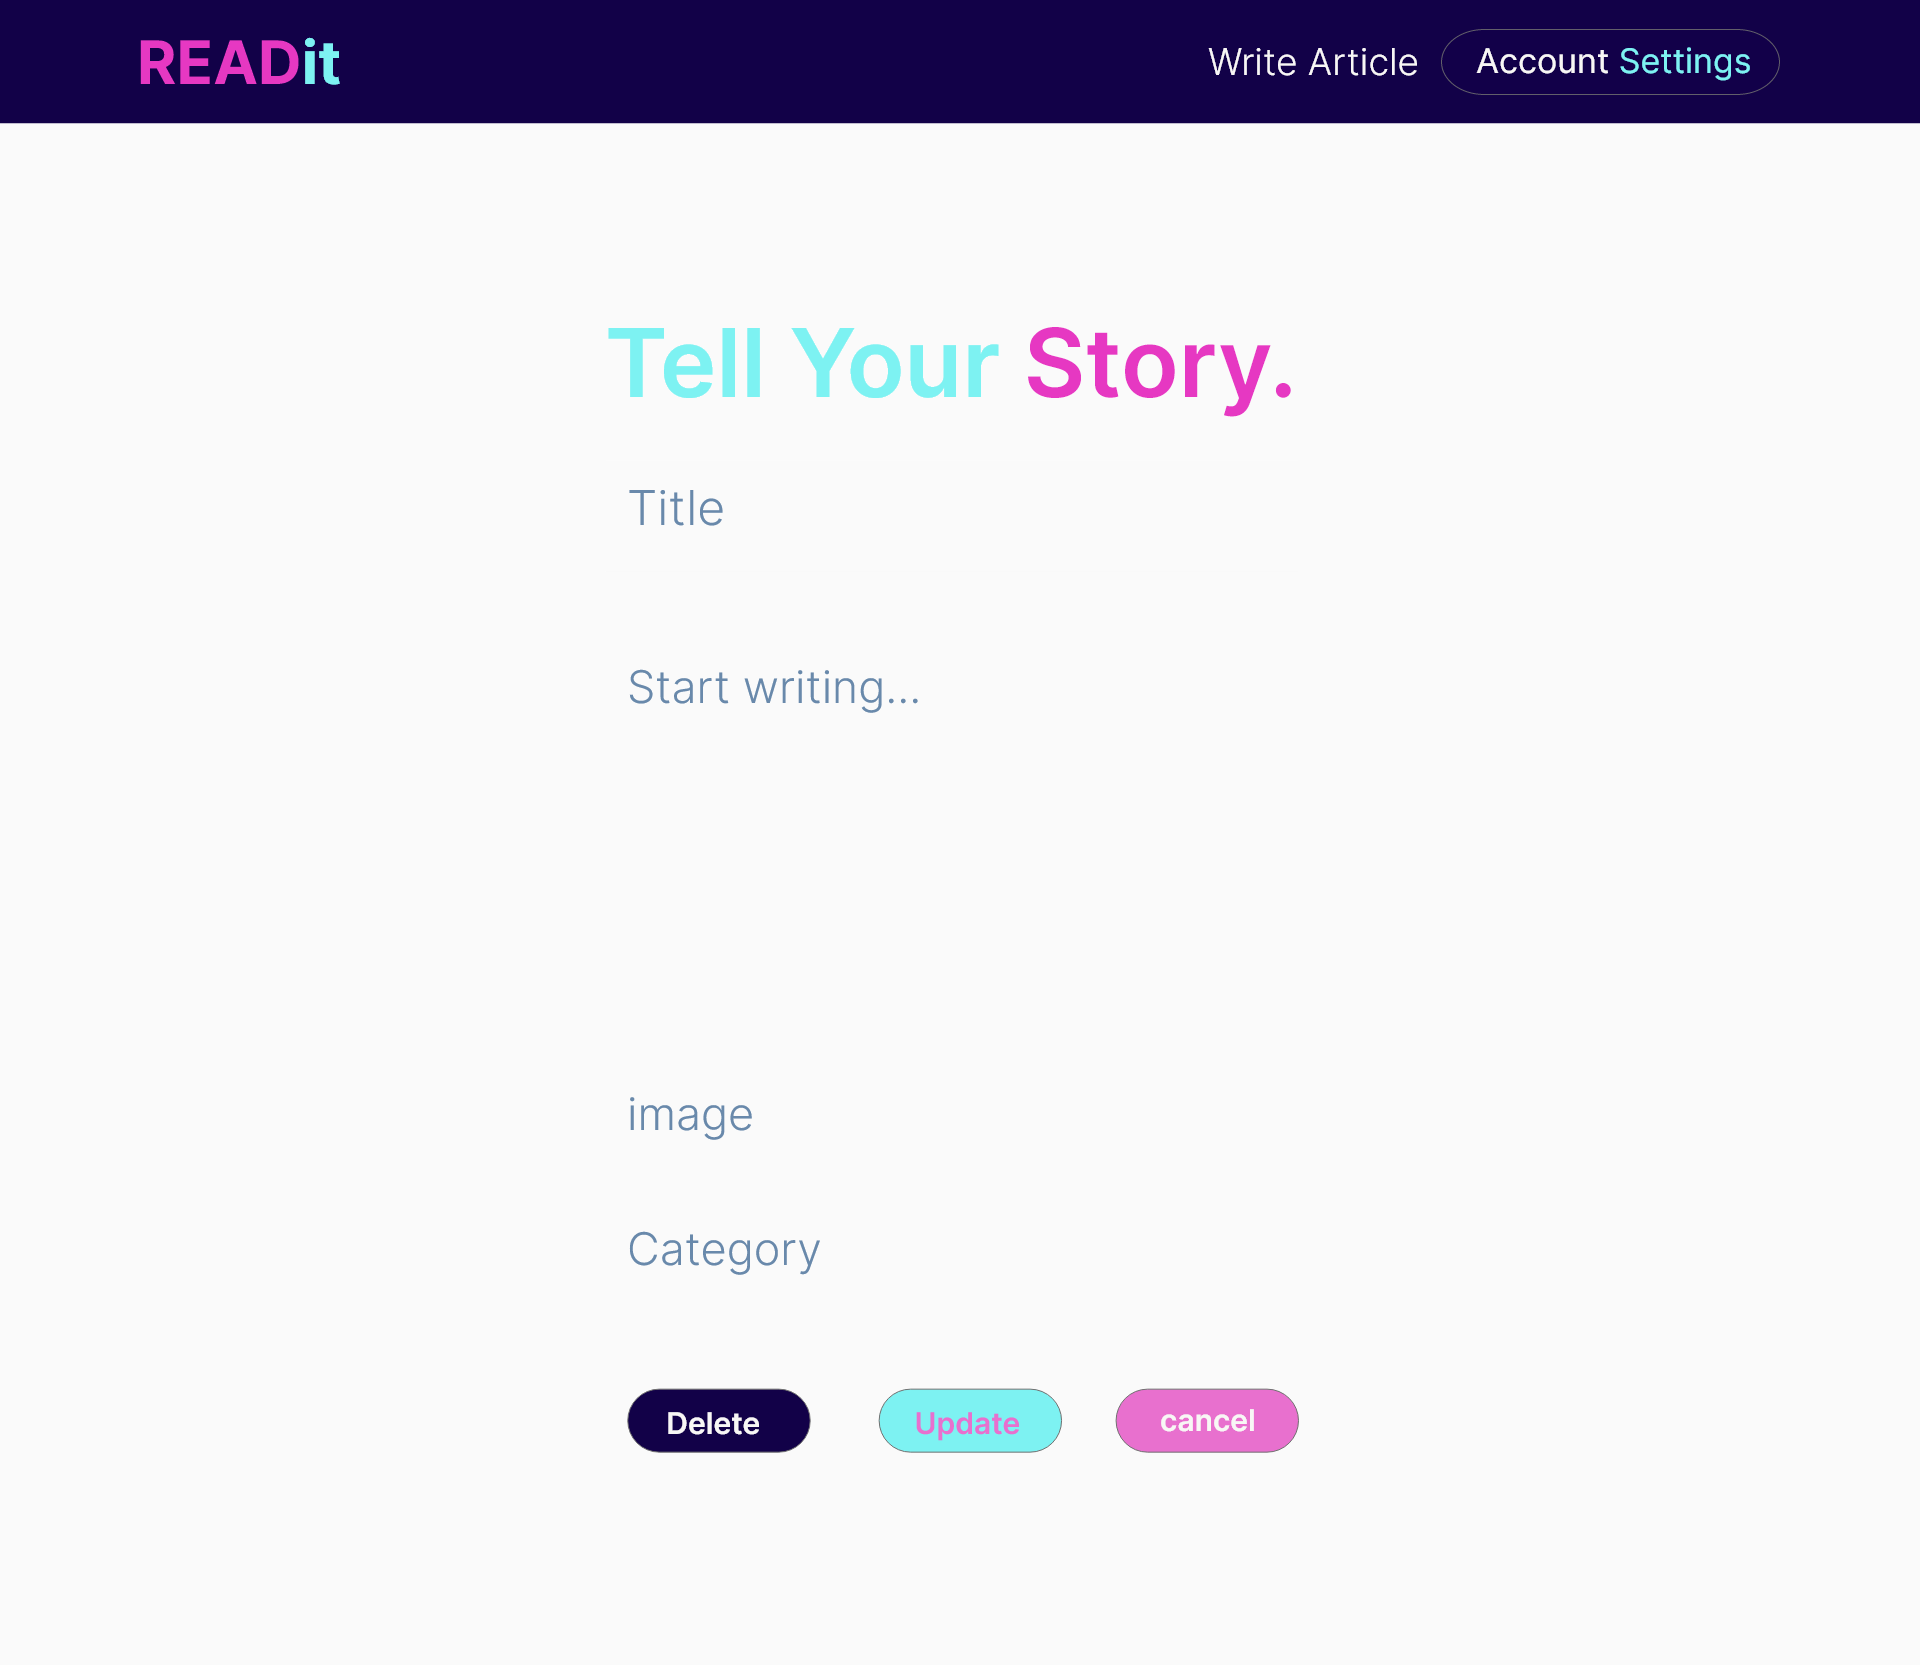 READit
Write Article
Account Settings
Tell Your Story.
Title
Start writing...
image
Category
Delete
Update
cancel